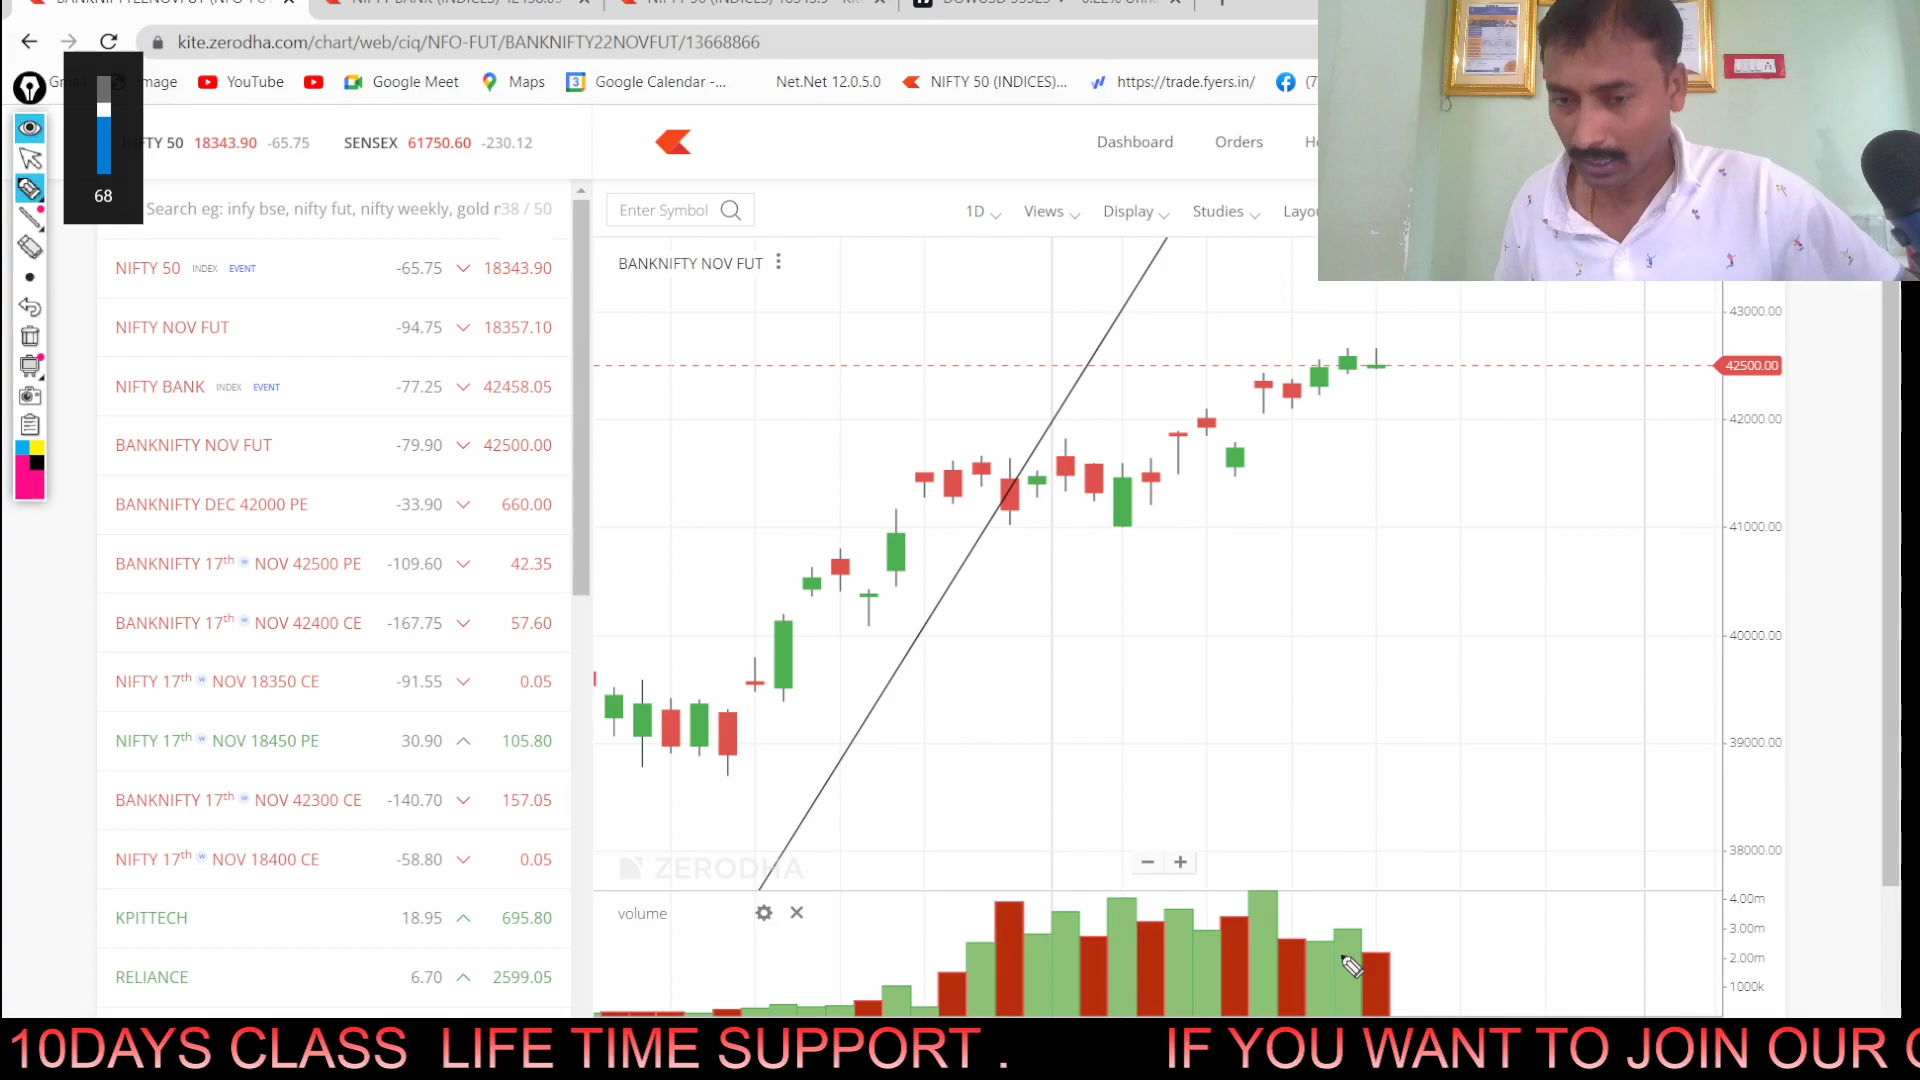 kite.zerodha.com/chart/web/ciq/NFO-FUT/BANKNIFTY22NOVFUT/13668866
YouTube
Google Meet
Maps
Google Calendar -...
Net.Net 12.0.5.0
NIFTY 50 (INDICES)...
https://trade.fyers.in/
68
TY 50 18343.90 -65.75 SENSEX 61750.60 -230.12
Dashboard Orders
Search eg: infy bse, nifty fut, nifty weekly, gold 38 / 50
Enter Symbol
1D Views Display Studies
NIFTY 50 INDEX EVENT -65.75 18343.90
NIFTY NOV FUT -94.75 18357.10
NIFTY BANK INDEX EVENT -77.25 42458.05
BANKNIFTY NOV FUT -79.90 42500.00
BANKNIFTY DEC 42000 PE -33.90 660.00
BANKNIFTY 17th w NOV 42500 PE -109.60 42.35
BANKNIFTY 17th w NOV 42400 CE -167.75 57.60
NIFTY 17th w NOV 18350 CE -91.55 0.05
NIFTY 17th w NOV 18450 PE 30.90 105.80
BANKNIFTY 17th w NOV 42300 CE -140.70 157.05
NIFTY 17th w NOV 18400 CE -58.80 0.05
KPITTECH 18.95 695.80
RELIANCE 6.70 2599.05
BANKNIFTY NOV FUT
43000.00
42500.00
42000.00
41000.00
40000.00
39000.00
38000.00
ZERODHA
volume
4.00m
3.00m
2.00m
1000k
10DAYS CLASS LIFE TIME SUPPORT . IF YOU WANT TO JOIN OUR